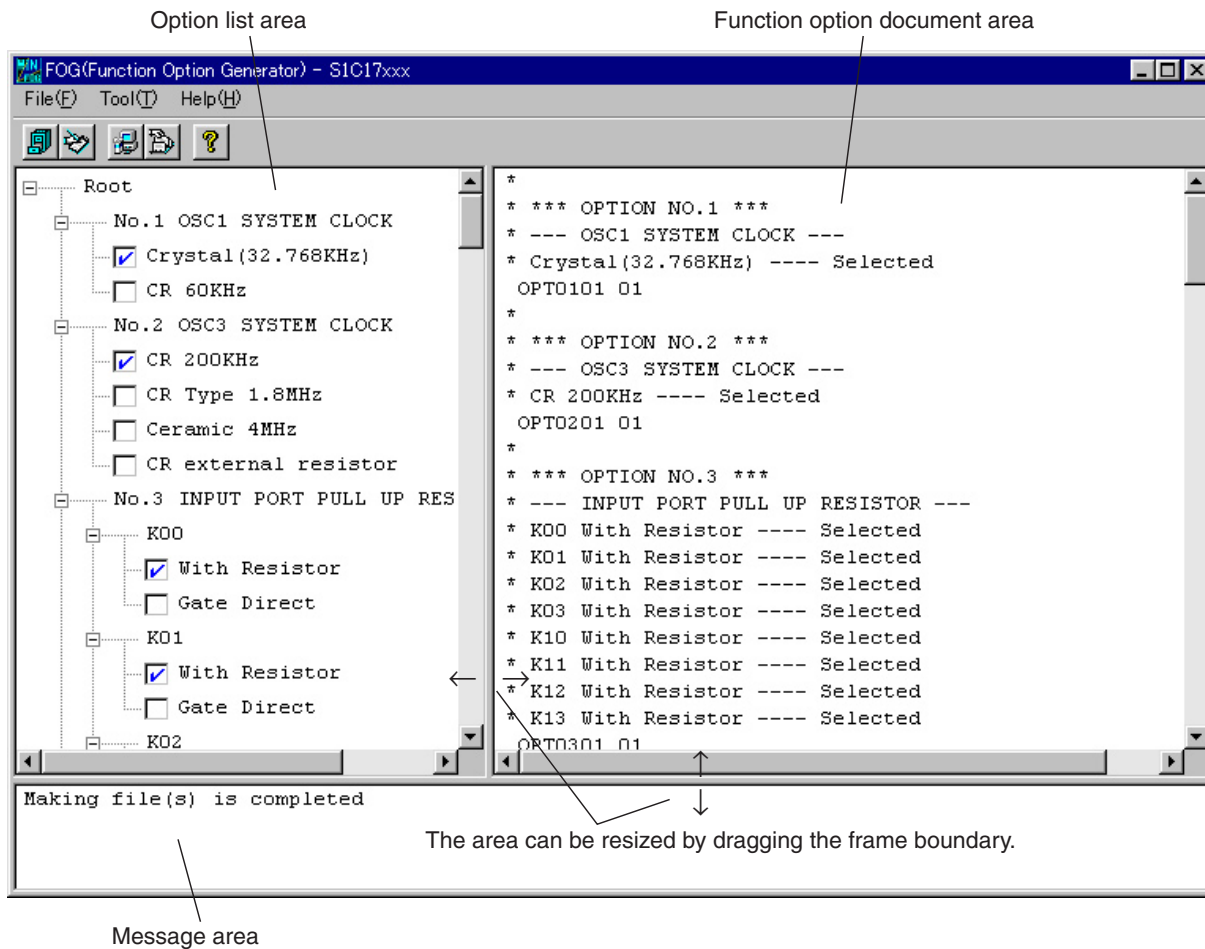 Option list area
Function option document area
FOG(Function Option Generator) - S1C17xxx
File(F) Tool(T) Help(H)
Root
No.1 OSC1 SYSTEM CLOCK
Crystal(32.768KHz)
CR 60KHz
No.2 OSC3 SYSTEM CLOCK
CR 200KHz
CR Type 1.8MHz
Ceramic 4MHz
CR external resistor
No.3 INPUT PORT PULL UP RES
K00
With Resistor
Gate Direct
K01
With Resistor
Gate Direct
K02
*
* *** OPTION NO.1 ***
* --- OSC1 SYSTEM CLOCK ---
* Crystal(32.768KHz) ---- Selected
OPT0101 01
*
* *** OPTION NO.2 ***
* --- OSC3 SYSTEM CLOCK ---
* CR 200KHz ---- Selected
OPT0201 01
*
* *** OPTION NO.3 ***
* --- INPUT PORT PULL UP RESISTOR ---
* K00 With Resistor ---- Selected
* K01 With Resistor ---- Selected
* K02 With Resistor ---- Selected
* K03 With Resistor ---- Selected
* K10 With Resistor ---- Selected
* K11 With Resistor ---- Selected
* K12 With Resistor ---- Selected
* K13 With Resistor ---- Selected
OPT0301 01
Making file(s) is completed
The area can be resized by dragging the frame boundary.
Message area